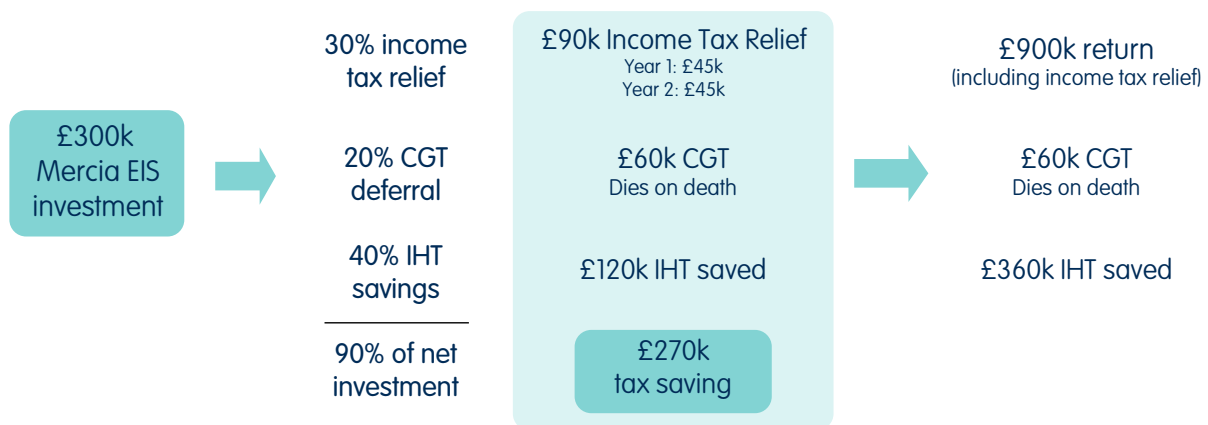 £300k
Mercia EIS
investment
30% income
tax relief
20% CGT
deferral
40% IHT
savings
90% of net
investment
£90k Income Tax Relief
Year 1: £45k
Year 2: £45k
£60k CGT
Dies on death
£120k IHT saved
£270k
tax saving
£900k return
(including income tax relief)
£60k CGT
Dies on death
£360k IHT saved